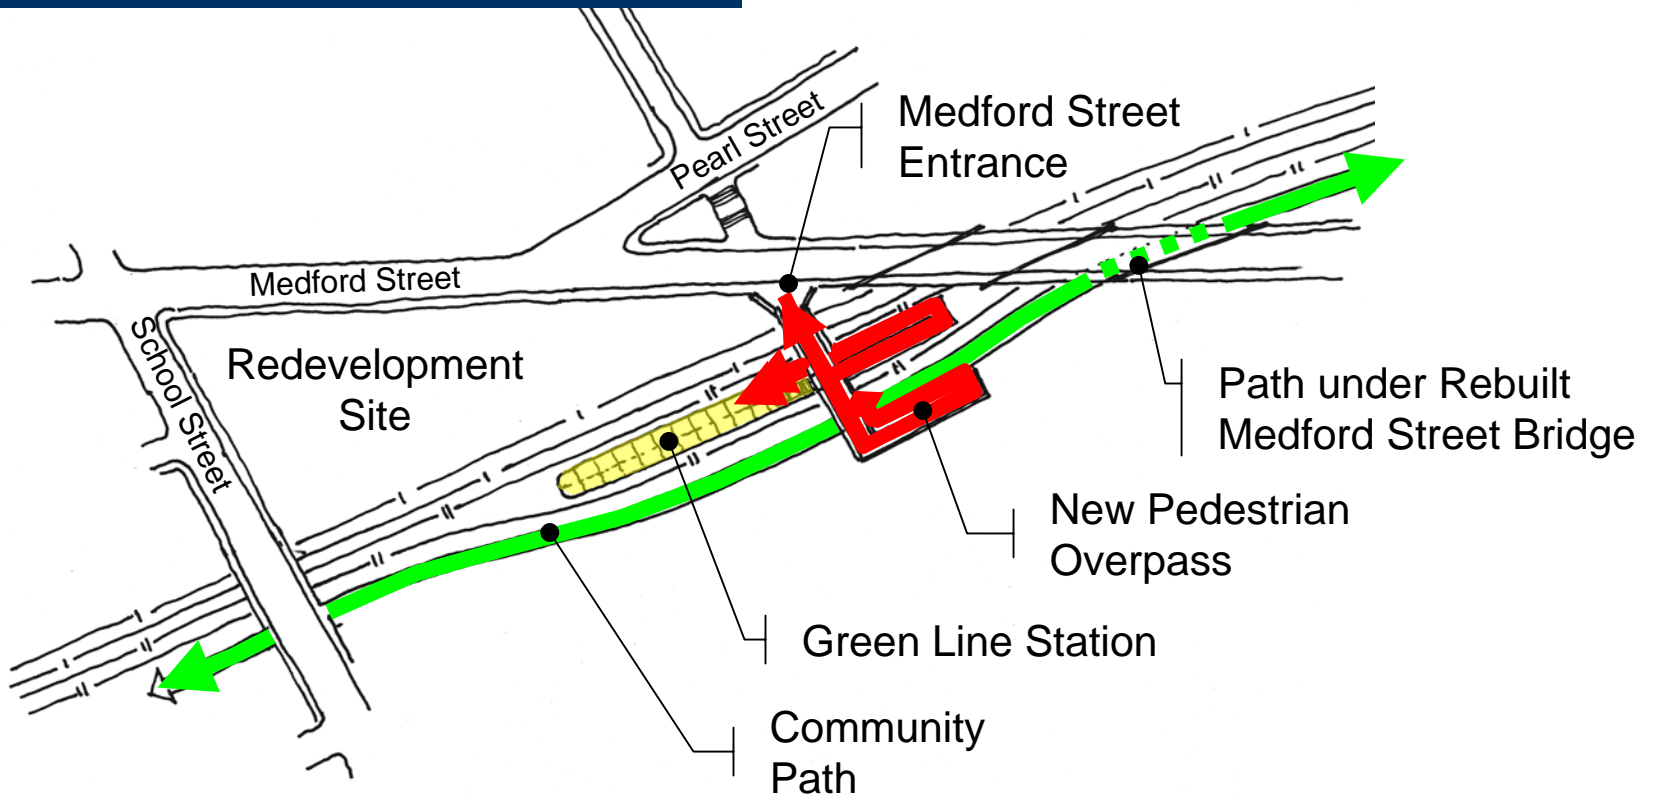 Pearl Street
Medford Street
Entrance
Medford Street
School Street
Redevelopment
Site
Path under Rebuilt
Medford Street Bridge
New Pedestrian
Overpass
Green Line Station
Community
Path